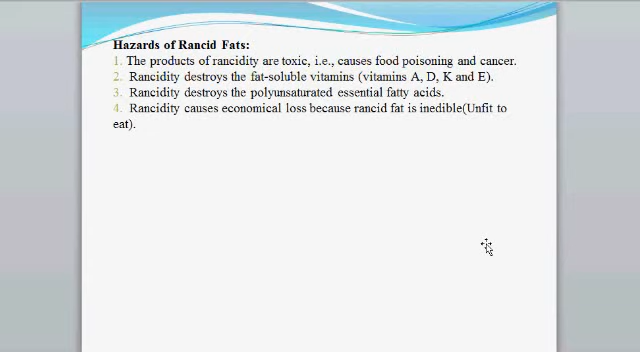 Hazards of Rancid Fats:
1. The products of rancidity are toxic, i.e., causes food poisoning and cancer.
2. Rancidity destroys the fat-soluble vitamins (vitamins A, D, K and E).
3. Rancidity destroys the polyunsaturated essential fatty acids.
4. Rancidity causes economical loss because rancid fat is inedible(Unfit to
eat).